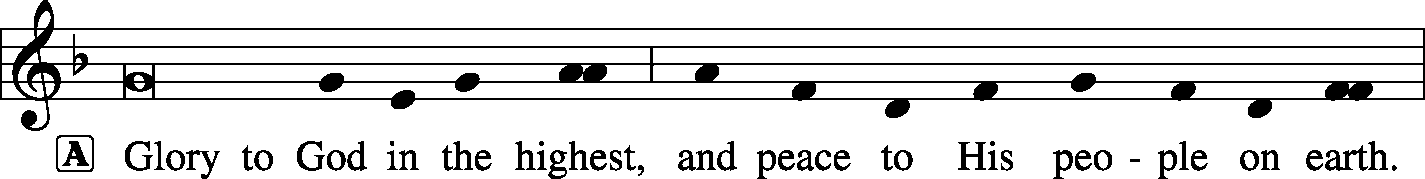 A Glory to God in the highest, and peace to His peo - ple on earth.